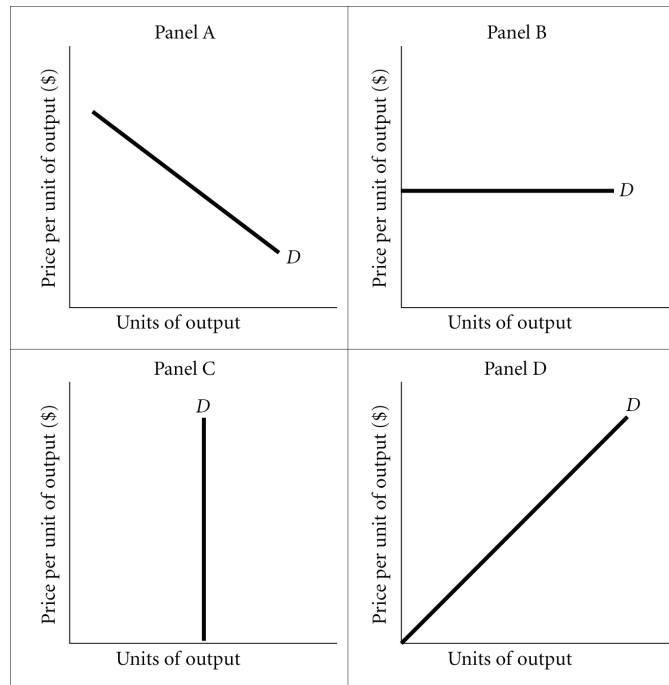 Panel A
Price per unit of output ($)
D
Units of output
Panel B
Price per unit of output ($)
D
Units of output
Panel C
Price per unit of output ($)
D
Units of output
Panel D
Price per unit of output ($)
D
Units of output